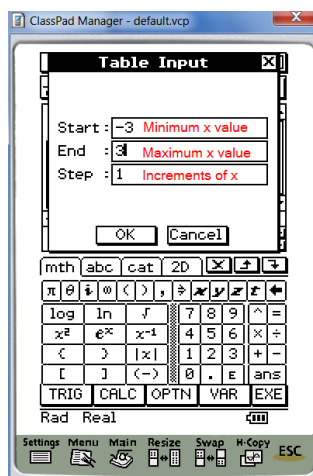 ClassPad Manager - default.vcp
Table Input
Start : -3 Minimum x value
End : 3 Maximum x value
Step : 1 Increments of x
OK Cancel
mth abc cat 2D
π θ i ∞ ( ) , ⇒ x y z t ←
log ln √ 7 8 9 ^ =
x² eˣ x⁻¹ 4 5 6 × ÷
( ) |x| 1 2 3 + -
[ ] (-) 0 . E ans
TRIG CALC OPTN VAR EXE
Rad Real
Settings Menu Main Resize Swap H-Copy ESC